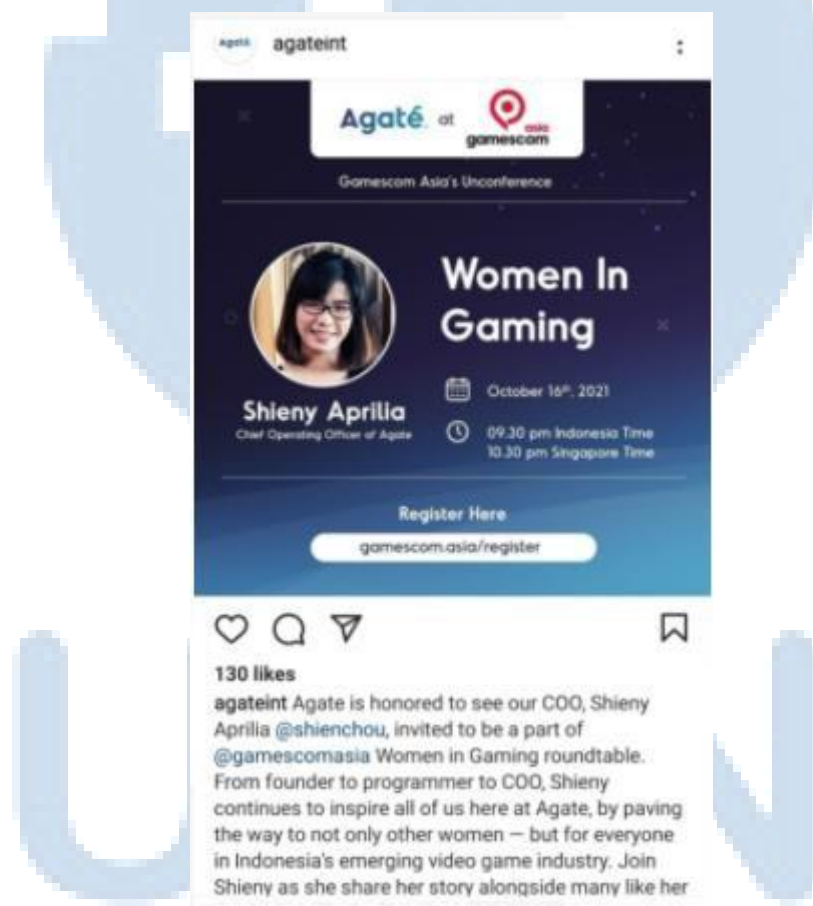 Agaté
agateint
Agaté at gamescom asia
Gamescom Asia's Unconference
Women In
Gaming
October 16th, 2021
Shieny Aprilia
Chief Operating Officer of Agate
09.30 pm Indonesia Time
10.30 pm Singapore Time
Register Here
gamescom.asia/register
130 likes
agateint Agate is honored to see our COO, Shieny
Aprilia @shienchou, invited to be a part of
@gamescomasia Women in Gaming roundtable.
From founder to programmer to COO, Shieny
continues to inspire all of us here at Agate, by paving
the way to not only other women — but for everyone
in Indonesia's emerging video game industry. Join
Shieny as she share her story alongside many like her